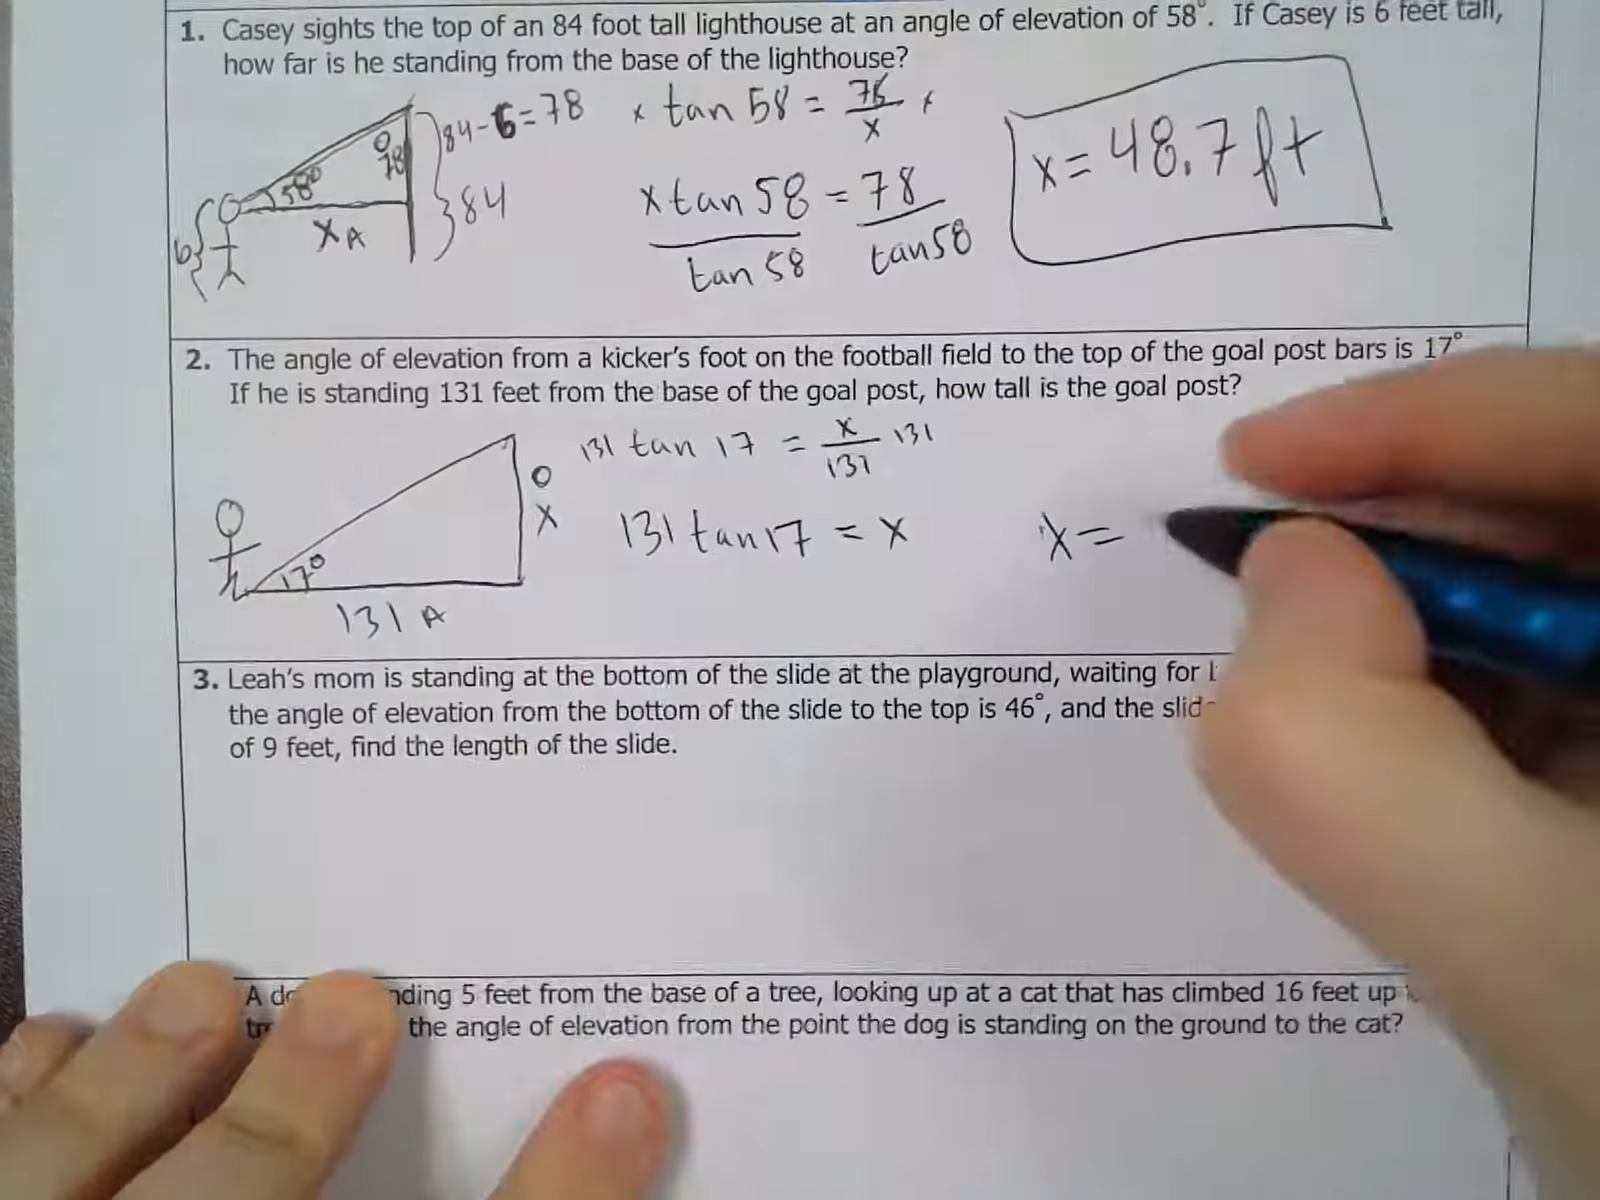 1. Casey sights the top of an 84 foot tall lighthouse at an angle of elevation of 58°. If Casey is 6 feet tall,
how far is he standing from the base of the lighthouse?
84-6=78
x tan 58 = 78/x x
O
78
58°
84
6
x A
x tan 58 = 78
tan 58 tan 58
x = 48.7 ft
2. The angle of elevation from a kicker's foot on the football field to the top of the goal post bars is 17°
If he is standing 131 feet from the base of the goal post, how tall is the goal post?
131 tan 17 = x/131 131
O
x
17°
131 A
131 tan 17 = x
x =
3. Leah's mom is standing at the bottom of the slide at the playground, waiting for
the angle of elevation from the bottom of the slide to the top is 46°, and the
of 9 feet, find the length of the slide.
A 5 feet from the base of a tree, looking up at a cat that has climbed 16 feet up
the angle of elevation from the point the dog is standing on the ground to the cat?